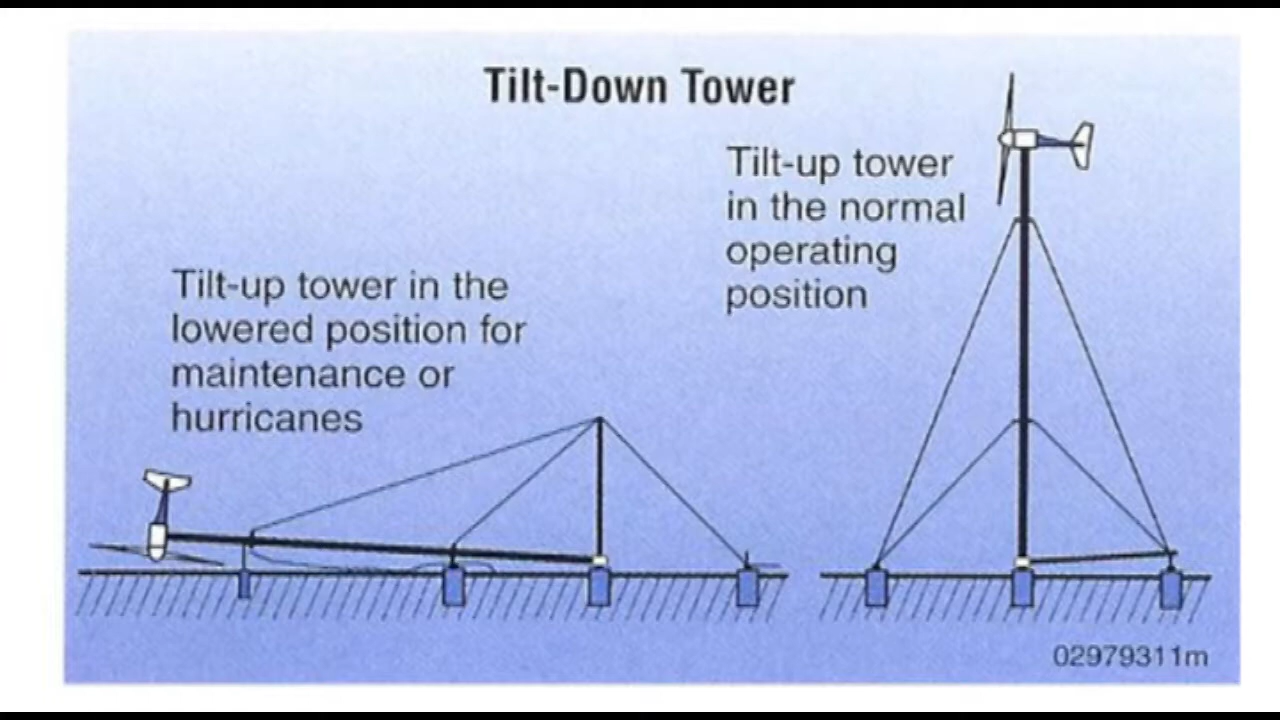 Tilt-Down Tower
Tilt-up tower
in the normal
operating
position
Tilt-up tower in the
lowered position for
maintenance or
hurricanes
02979311m